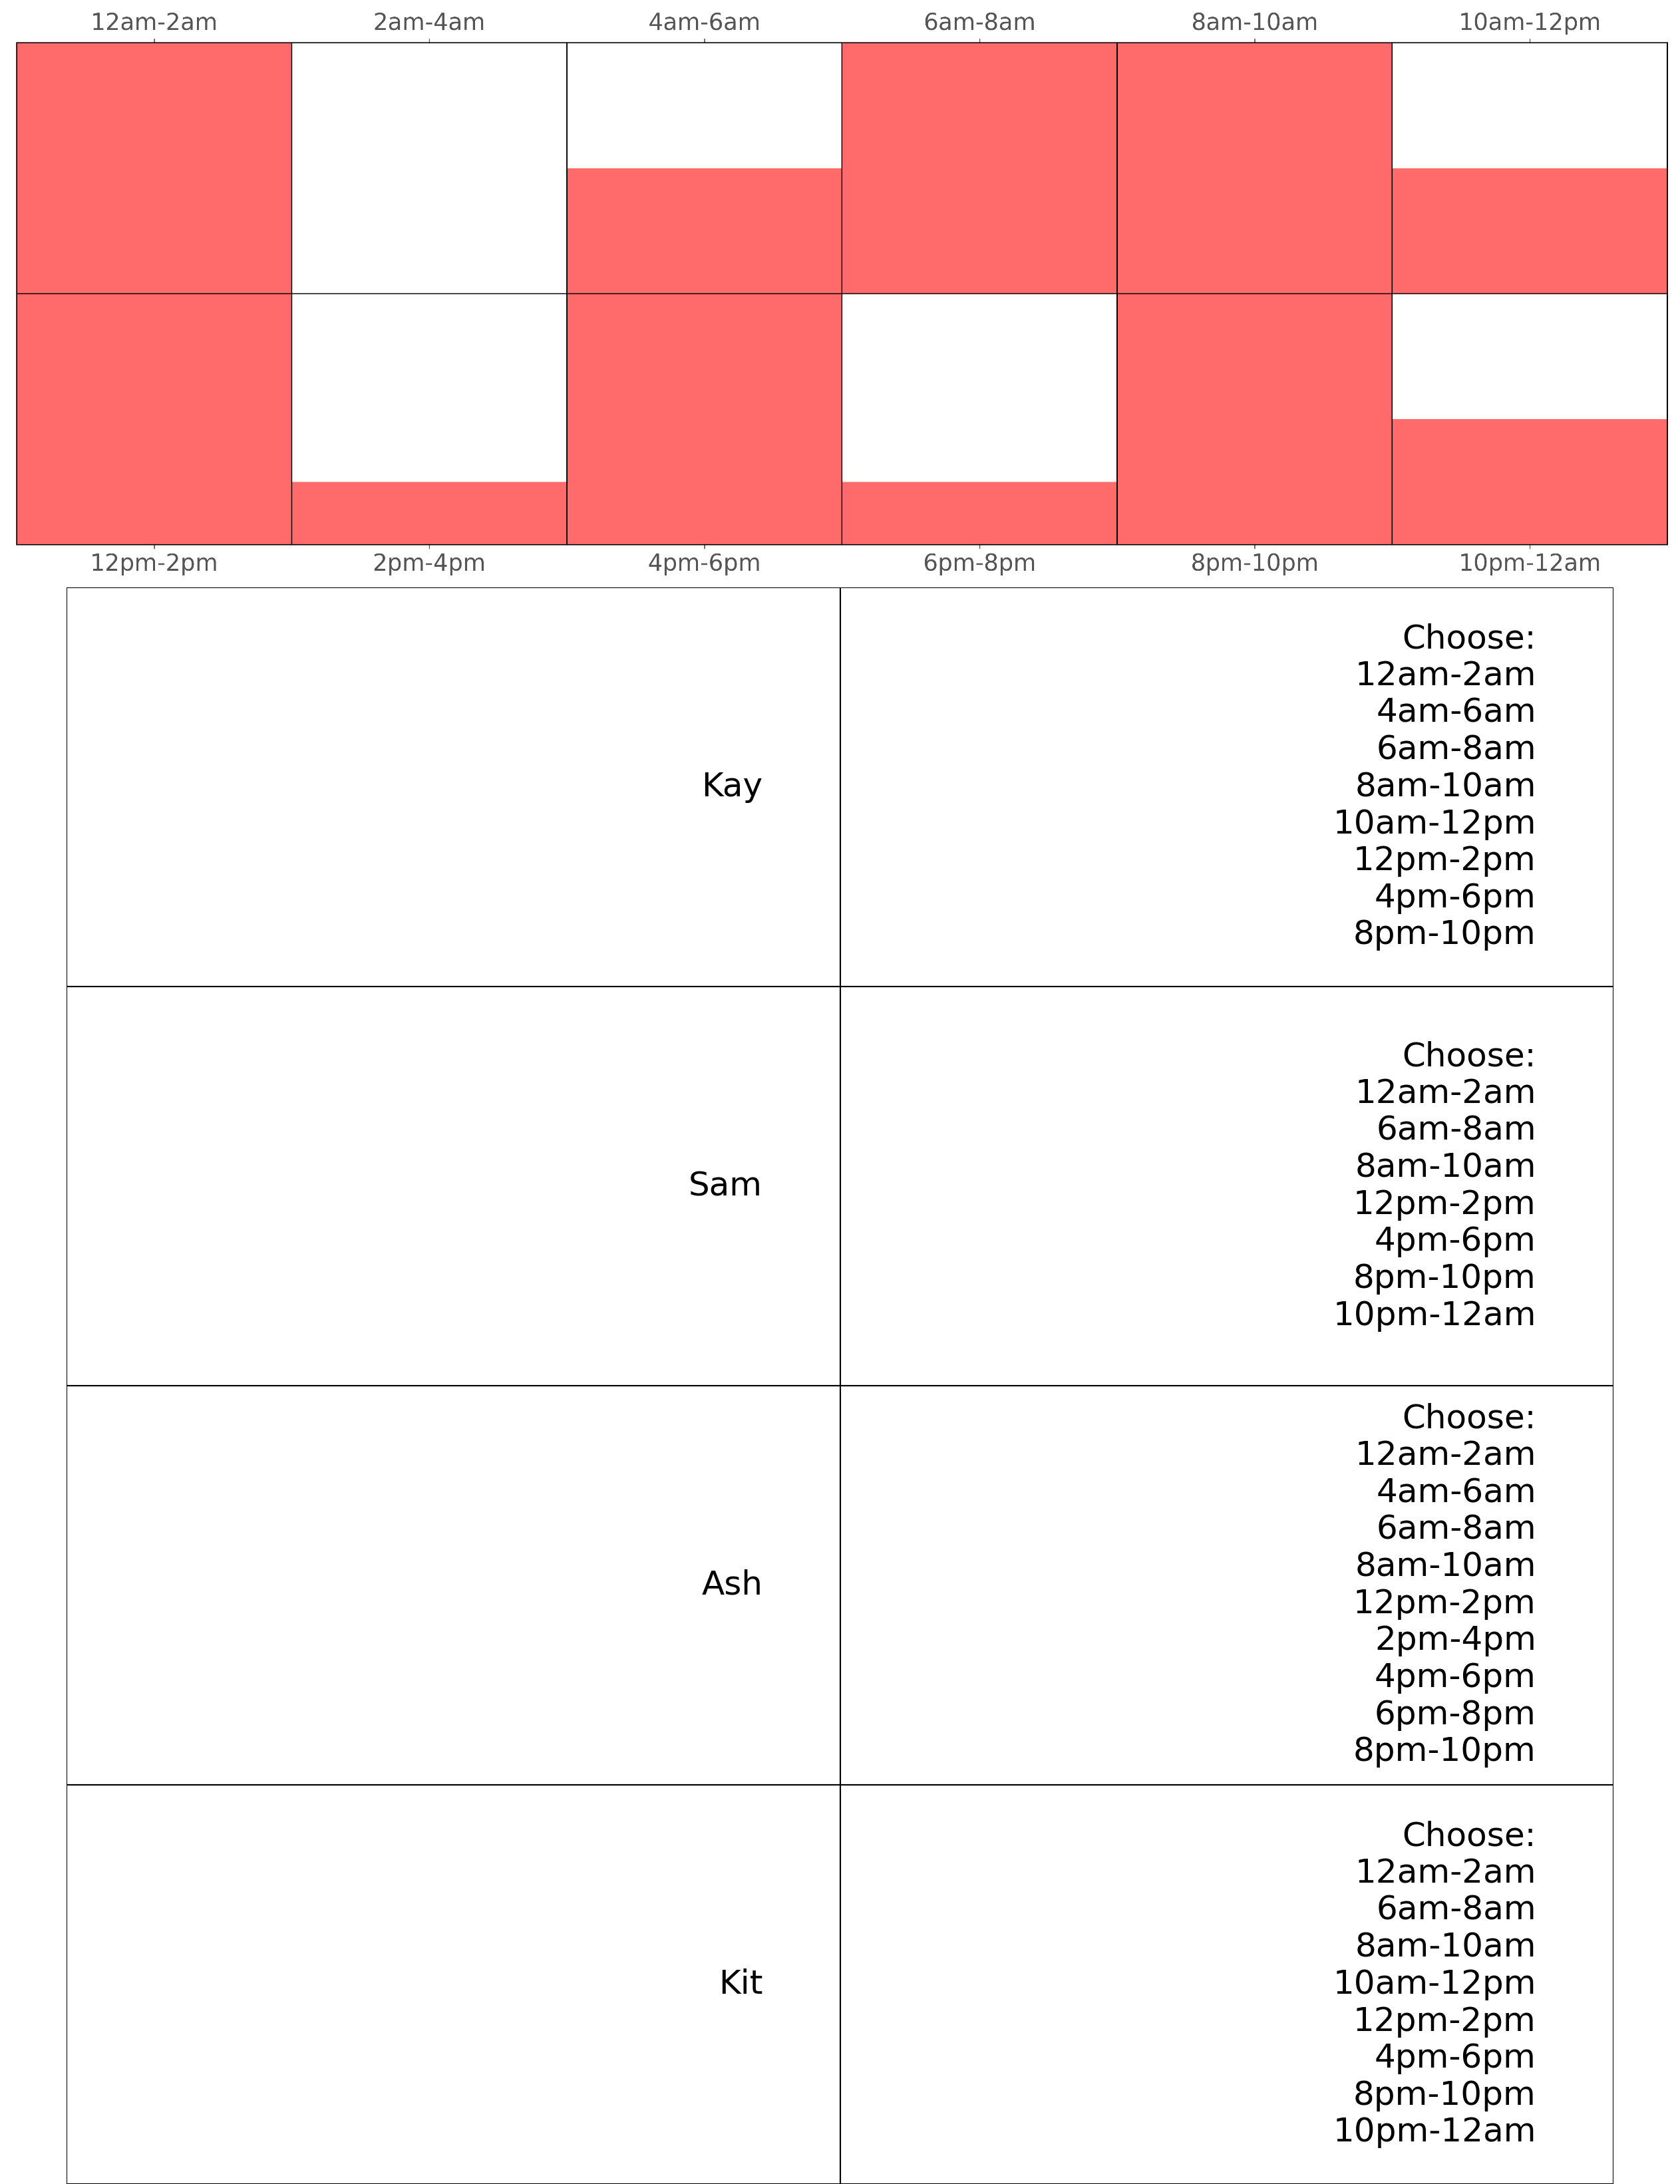 12am-2am 2am-4am 4am-6am 6am-8am 8am-10am 10am-12pm
12pm-2pm 2pm-4pm 4pm-6pm 6pm-8pm 8pm-10pm 10pm-12am
Kay
Choose:
12am-2am
4am-6am
6am-8am
8am-10am
10am-12pm
12pm-2pm
4pm-6pm
8pm-10pm
Sam
Choose:
12am-2am
6am-8am
8am-10am
12pm-2pm
4pm-6pm
8pm-10pm
10pm-12am
Ash
Choose:
12am-2am
4am-6am
6am-8am
8am-10am
12pm-2pm
2pm-4pm
4pm-6pm
6pm-8pm
8pm-10pm
Kit
Choose:
12am-2am
6am-8am
8am-10am
10am-12pm
12pm-2pm
4pm-6pm
8pm-10pm
10pm-12am